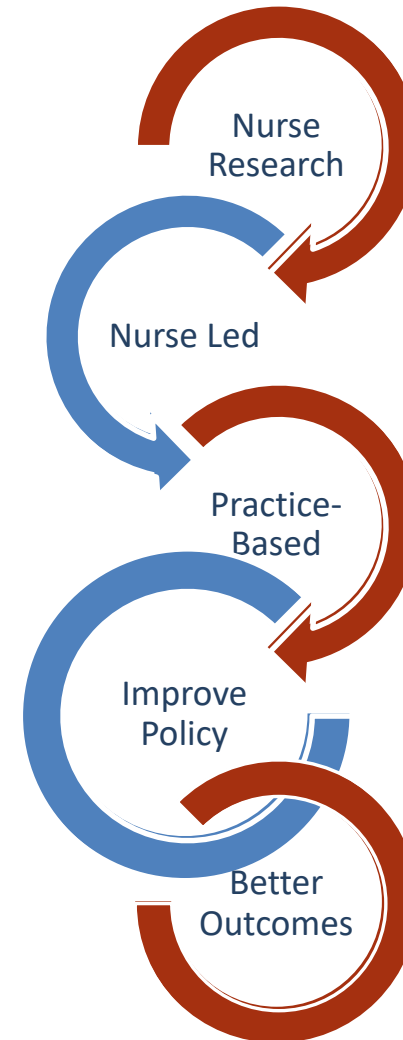 Nurse
Research
Nurse Led
Practice-
Based
Improve
Policy
Better
Outcomes